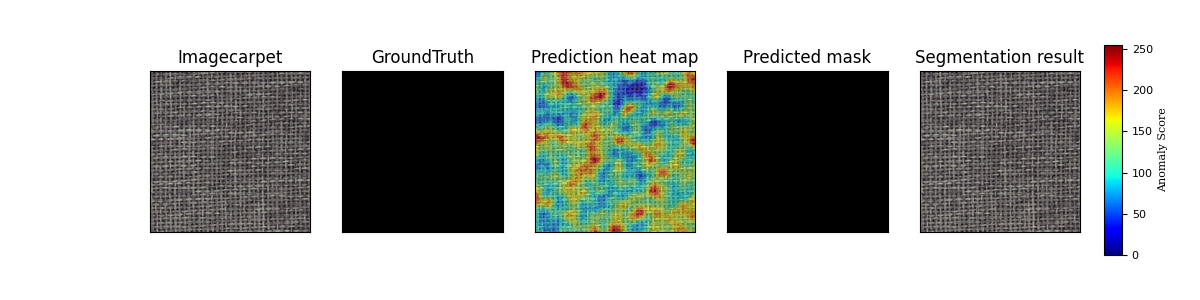 Imagecarpet
GroundTruth
Prediction heat map
Predicted mask
Segmentation result
250
200
150
100
50
0
Anomaly Score